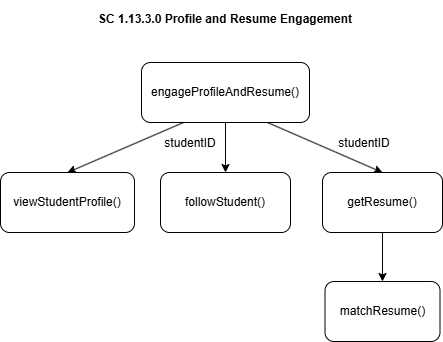 SC 1.13.3.0 Profile and Resume Engagement
engageProfileAndResume()
studentID
studentID
viewStudentProfile()
followStudent()
getResume()
matchResume()